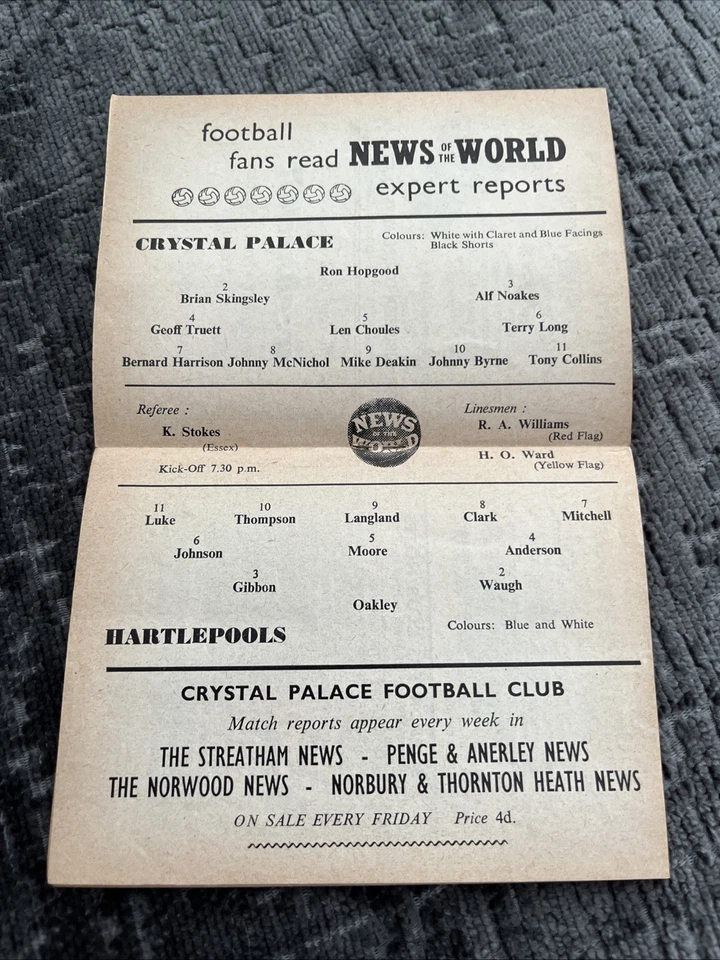 football
fans read NEWS OF THE WORLD
expert reports
CRYSTAL PALACE
Colours: White with Claret and Blue Facings
Black Shorts
Ron Hopgood
2 3
Brian Skingsley Alf Noakes
4 5 6
Geoff Truett Len Choules Terry Long
7 8 9 10 11
Bernard Harrison Johnny McNichol Mike Deakin Johnny Byrne Tony Collins
Referee :
K. Stokes
(Essex)
Kick-Off 7.30 p.m.
NEWS
OF THE
WORLD
Linesmen :
R. A. Williams
(Red Flag)
H. O. Ward
(Yellow Flag)
11 10 9 8 7
Luke Thompson Langland Clark Mitchell
6 5 4
Johnson Moore Anderson
3 2
Gibbon Waugh
Oakley
HARTLEPOOLS
Colours: Blue and White
CRYSTAL PALACE FOOTBALL CLUB
Match reports appear every week in
THE STREATHAM NEWS - PENGE & ANERLEY NEWS
THE NORWOOD NEWS - NORBURY & THORNTON HEATH NEWS
ON SALE EVERY FRIDAY Price 4d.